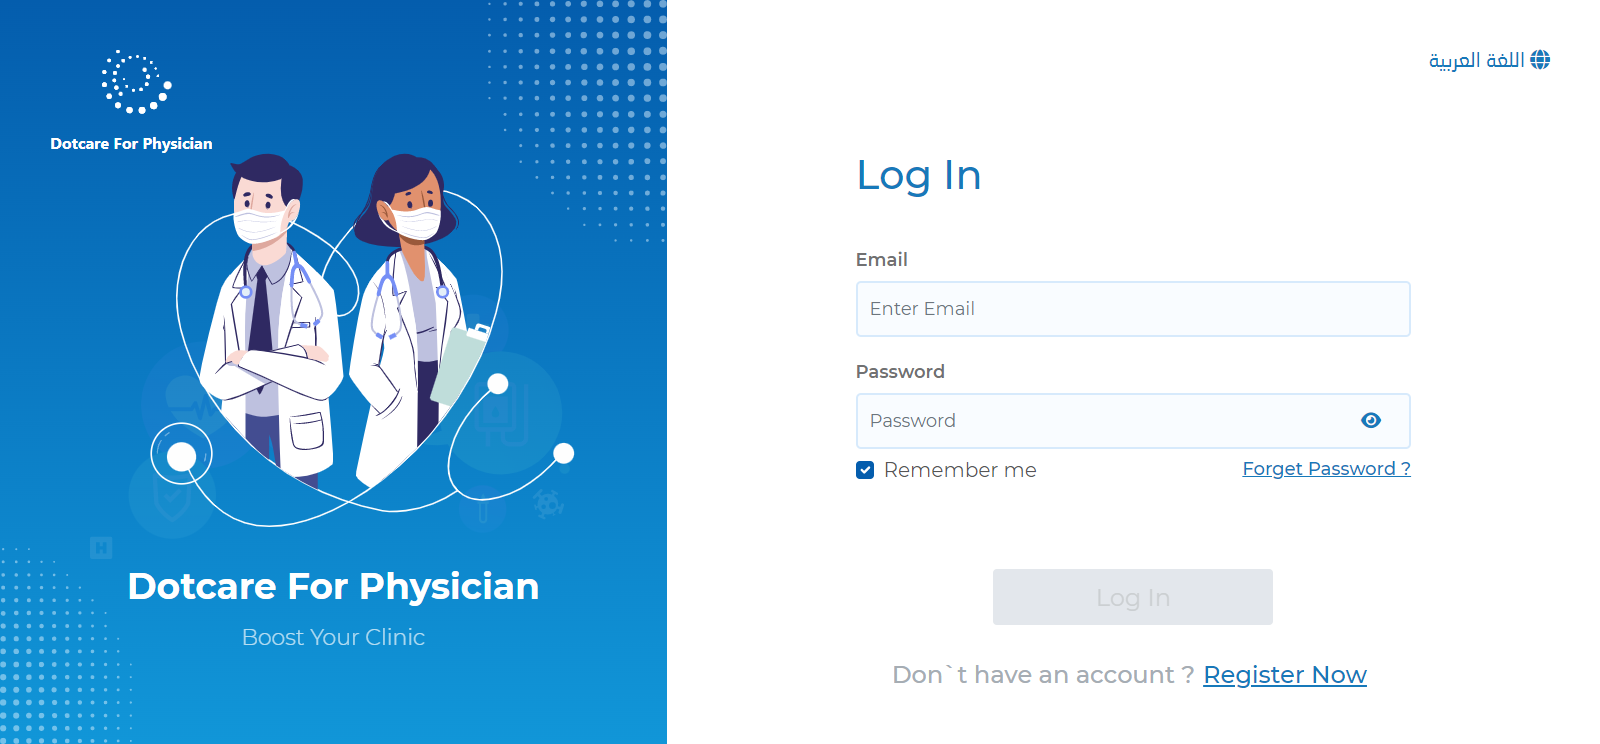 Dotcare For Physician
Dotcare For Physician
Boost Your Clinic
اللغة العربية
Log In
Email
Enter Email
Password
Password
Remember me
Forget Password ?
Log In
Don`t have an account ? Register Now